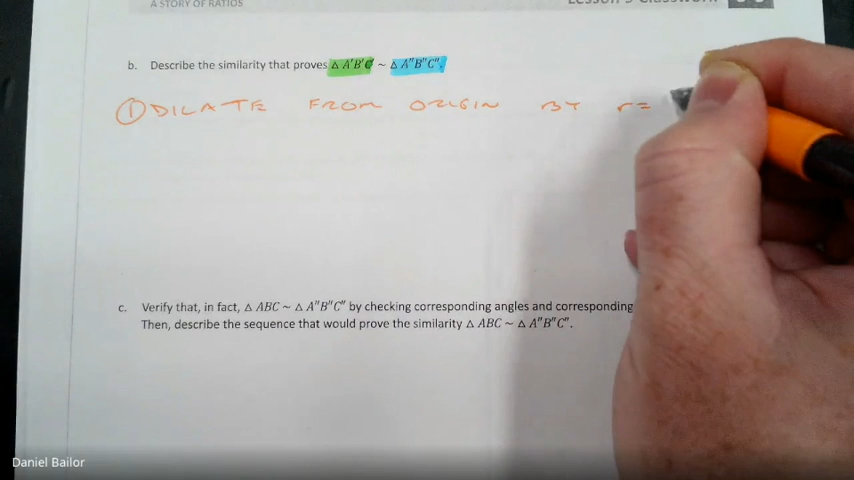 A STORY OF RATIOS
b. Describe the similarity that proves △ A′B′C′ ~ △ A″B″C″.
① DILATE FROM ORIGIN BY r=
c. Verify that, in fact, △ ABC ~ △ A″B″C″ by checking corresponding angles and corresponding
Then, describe the sequence that would prove the similarity △ ABC ~ △ A″B″C″.
Daniel Bailor